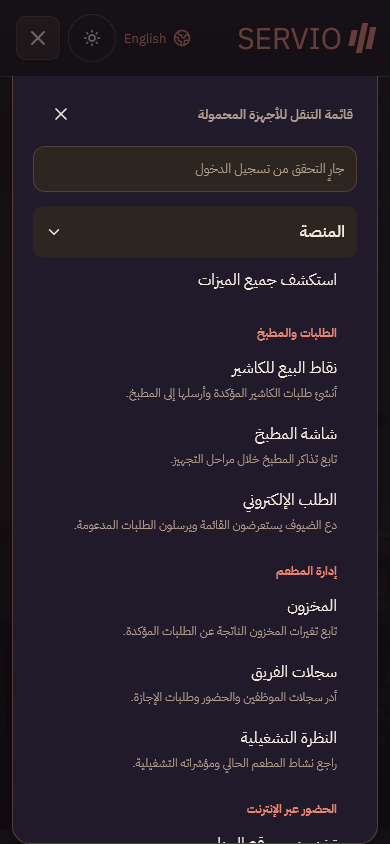 SERVIO
English
قائمة التنقل للأجهزة المحمولة
جارٍ التحقق من تسجيل الدخول
المنصة
استكشف جميع الميزات
الطلبات والمطبخ
نقاط البيع للكاشير
أنشئ طلبات الكاشير المؤكدة وأرسلها إلى المطبخ.
شاشة المطبخ
تابع تذاكر المطبخ خلال مراحل التجهيز.
الطلب الإلكتروني
دع الضيوف يستعرضون القائمة ويرسلون الطلبات المدعومة.
إدارة المطعم
المخزون
تابع تغيرات المخزون الناتجة عن الطلبات المؤكدة.
سجلات الفريق
أدر سجلات الموظفين والحضور وطلبات الإجازة.
النظرة التشغيلية
راجع نشاط المطعم الحالي ومؤشراته التشغيلية.
الحضور عبر الإنترنت